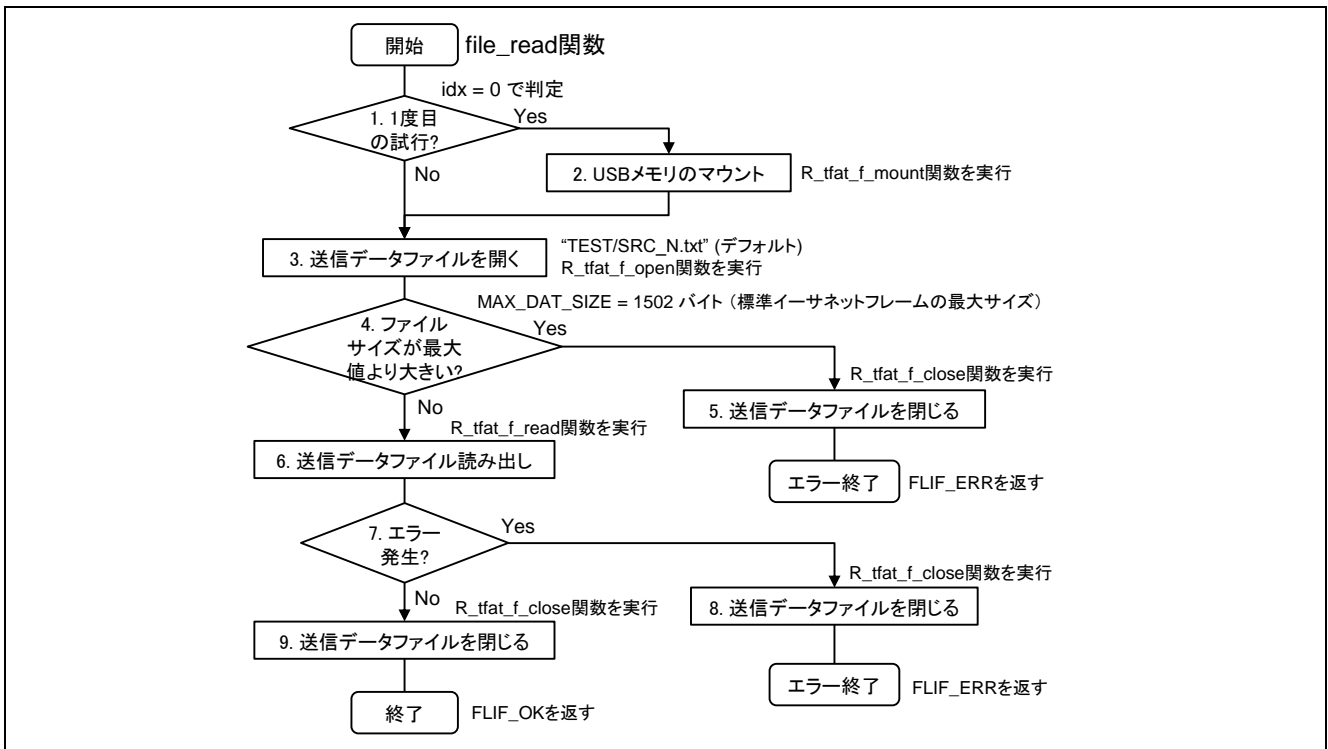 開始
file_read関数
idx = 0 で判定
1. 1度目
の試行?
Yes
No
2. USBメモリのマウント
R_tfat_f_mount関数を実行
3. 送信データファイルを開く
“TEST/SRC_N.txt” (デフォルト)
R_tfat_f_open関数を実行
MAX_DAT_SIZE = 1502 バイト (標準イーサネットフレームの最大サイズ)
4. ファイル
サイズが最大
値より大きい?
Yes
No
R_tfat_f_close関数を実行
5. 送信データファイルを閉じる
エラー終了
FLIF_ERRを返す
R_tfat_f_read関数を実行
6. 送信データファイル読み出し
7. エラー
発生?
Yes
No
R_tfat_f_close関数を実行
8. 送信データファイルを閉じる
エラー終了
FLIF_ERRを返す
R_tfat_f_close関数を実行
9. 送信データファイルを閉じる
終了
FLIF_OKを返す